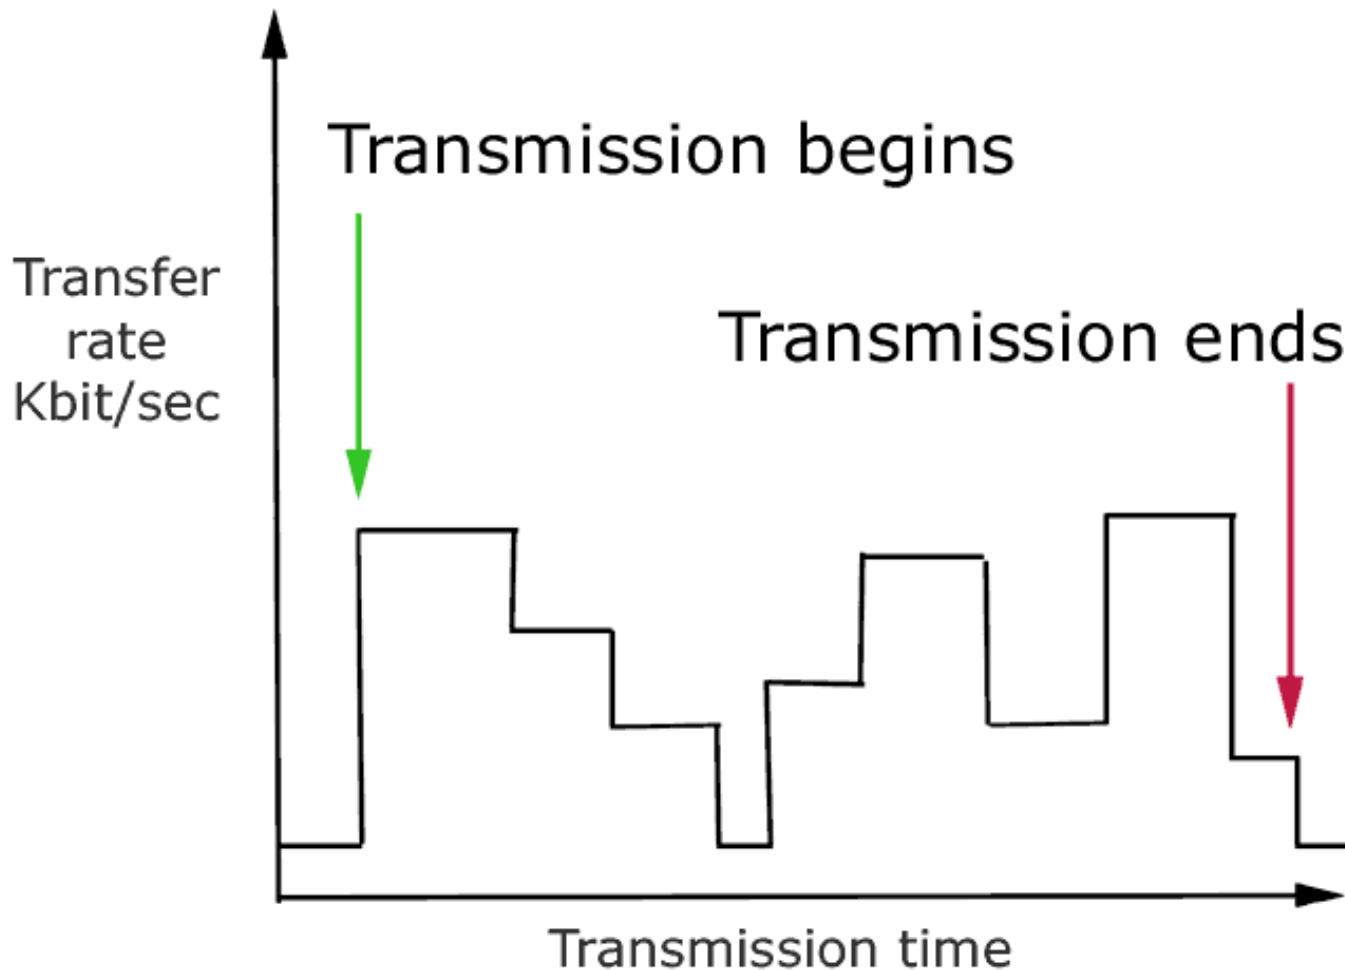 Transmission begins
Transfer
rate
Kbit/sec
Transmission ends
Transmission time